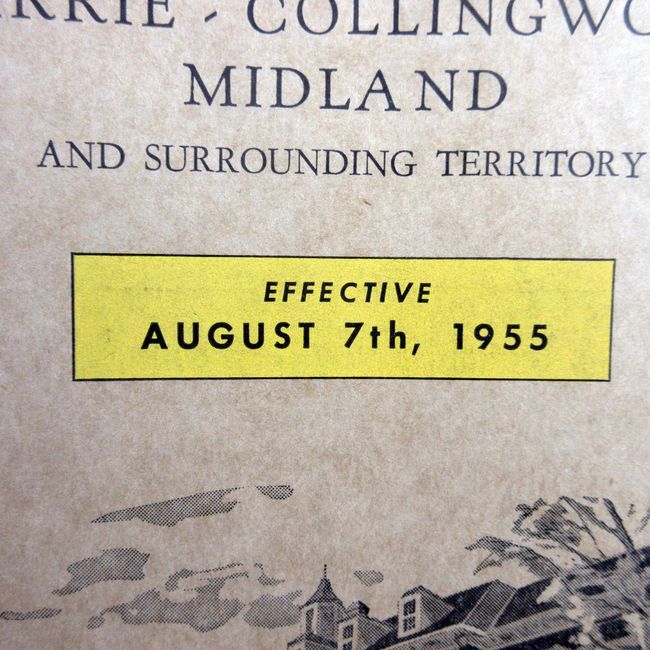 RRIE - COLLINGWO
MIDLAND
AND SURROUNDING TERRITORY
EFFECTIVE
AUGUST 7th, 1955